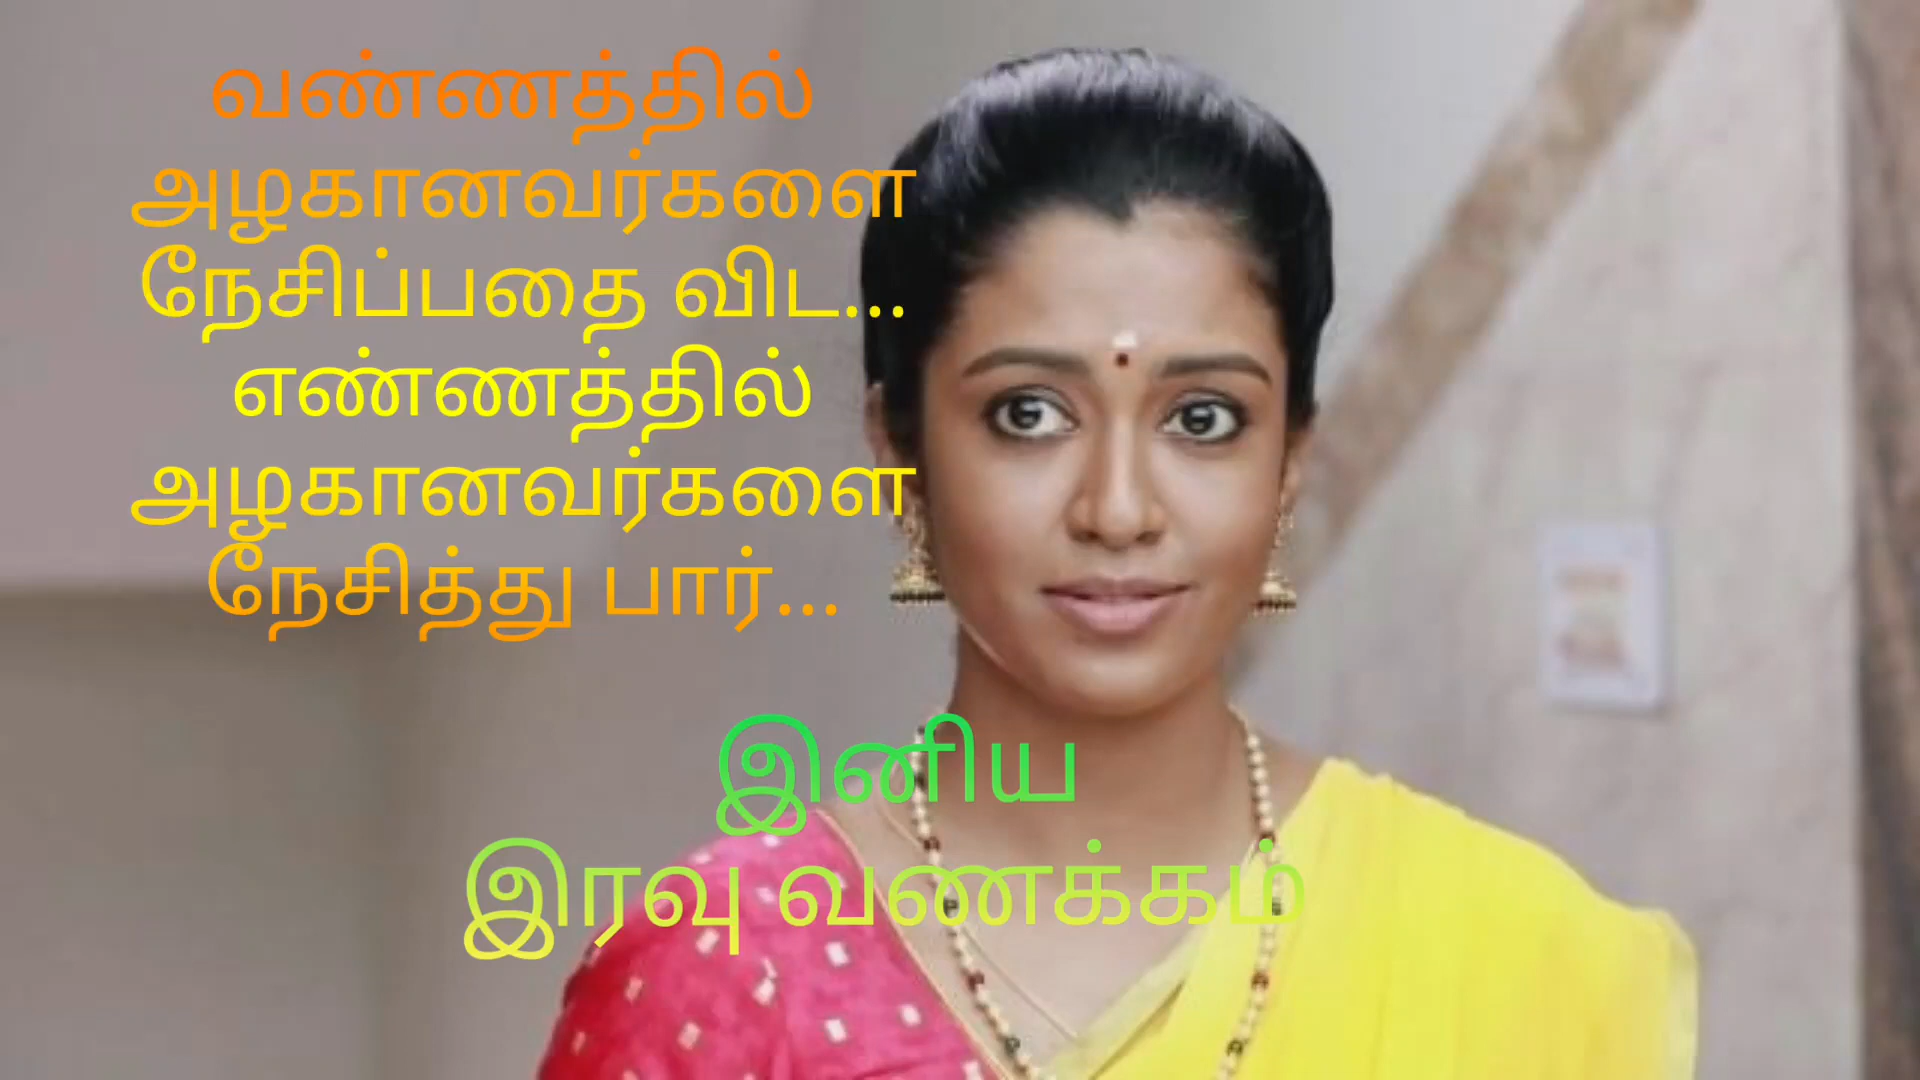 வண்ணத்தில்
அழகானவர்களை
நேசிப்பதை விட...
எண்ணத்தில்
அழகானவர்களை
நேசித்து பார்...
இனிய
இரவு வணக்கம்